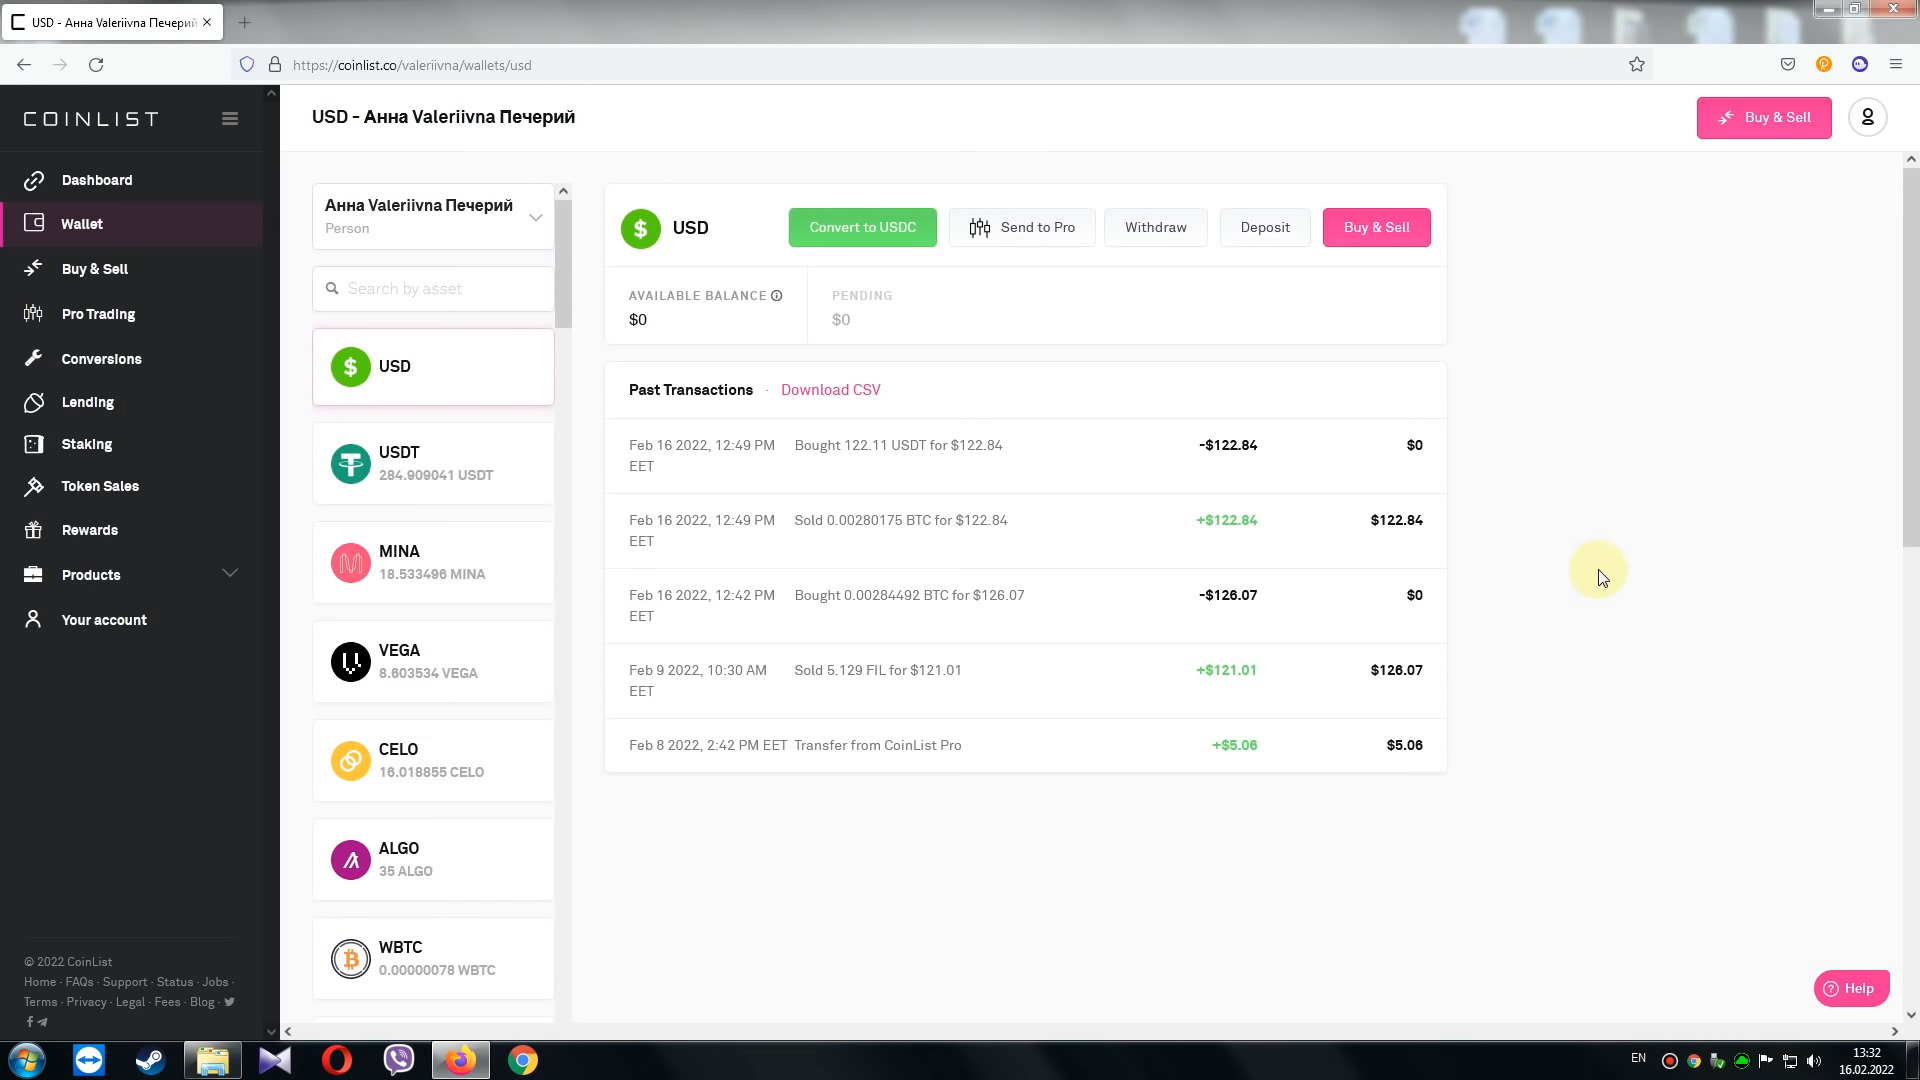 USD - Анна Valeriivna Печерий
https://coinlist.co/valeriivna/wallets/usd
COINLIST
USD - Анна Valeriivna Печерий
Buy & Sell
Dashboard
Wallet
Buy & Sell
Pro Trading
Conversions
Lending
Staking
Token Sales
Rewards
Products
Your account
© 2022 CoinList
Home · FAQs · Support · Status · Jobs ·
Terms · Privacy · Legal · Fees · Blog ·
Анна Valeriivna Печерий
Person
Search by asset
USD
USDT
284.909041 USDT
MINA
18.533496 MINA
VEGA
8.603534 VEGA
CELO
16.018855 CELO
ALGO
35 ALGO
WBTC
0.00000078 WBTC
USD
Convert to USDC
Send to Pro
Withdraw
Deposit
Buy & Sell
AVAILABLE BALANCE
$0
PENDING
$0
Past Transactions · Download CSV
Feb 16 2022, 12:49 PM Bought 122.11 USDT for $122.84 -$122.84 $0
EET
Feb 16 2022, 12:49 PM Sold 0.00280175 BTC for $122.84 +$122.84 $122.84
EET
Feb 16 2022, 12:42 PM Bought 0.00284492 BTC for $126.07 -$126.07 $0
EET
Feb 9 2022, 10:30 AM Sold 5.129 FIL for $121.01 +$121.01 $126.07
EET
Feb 8 2022, 2:42 PM EET Transfer from CoinList Pro +$5.06 $5.06
Help
EN
13:32
16.02.2022